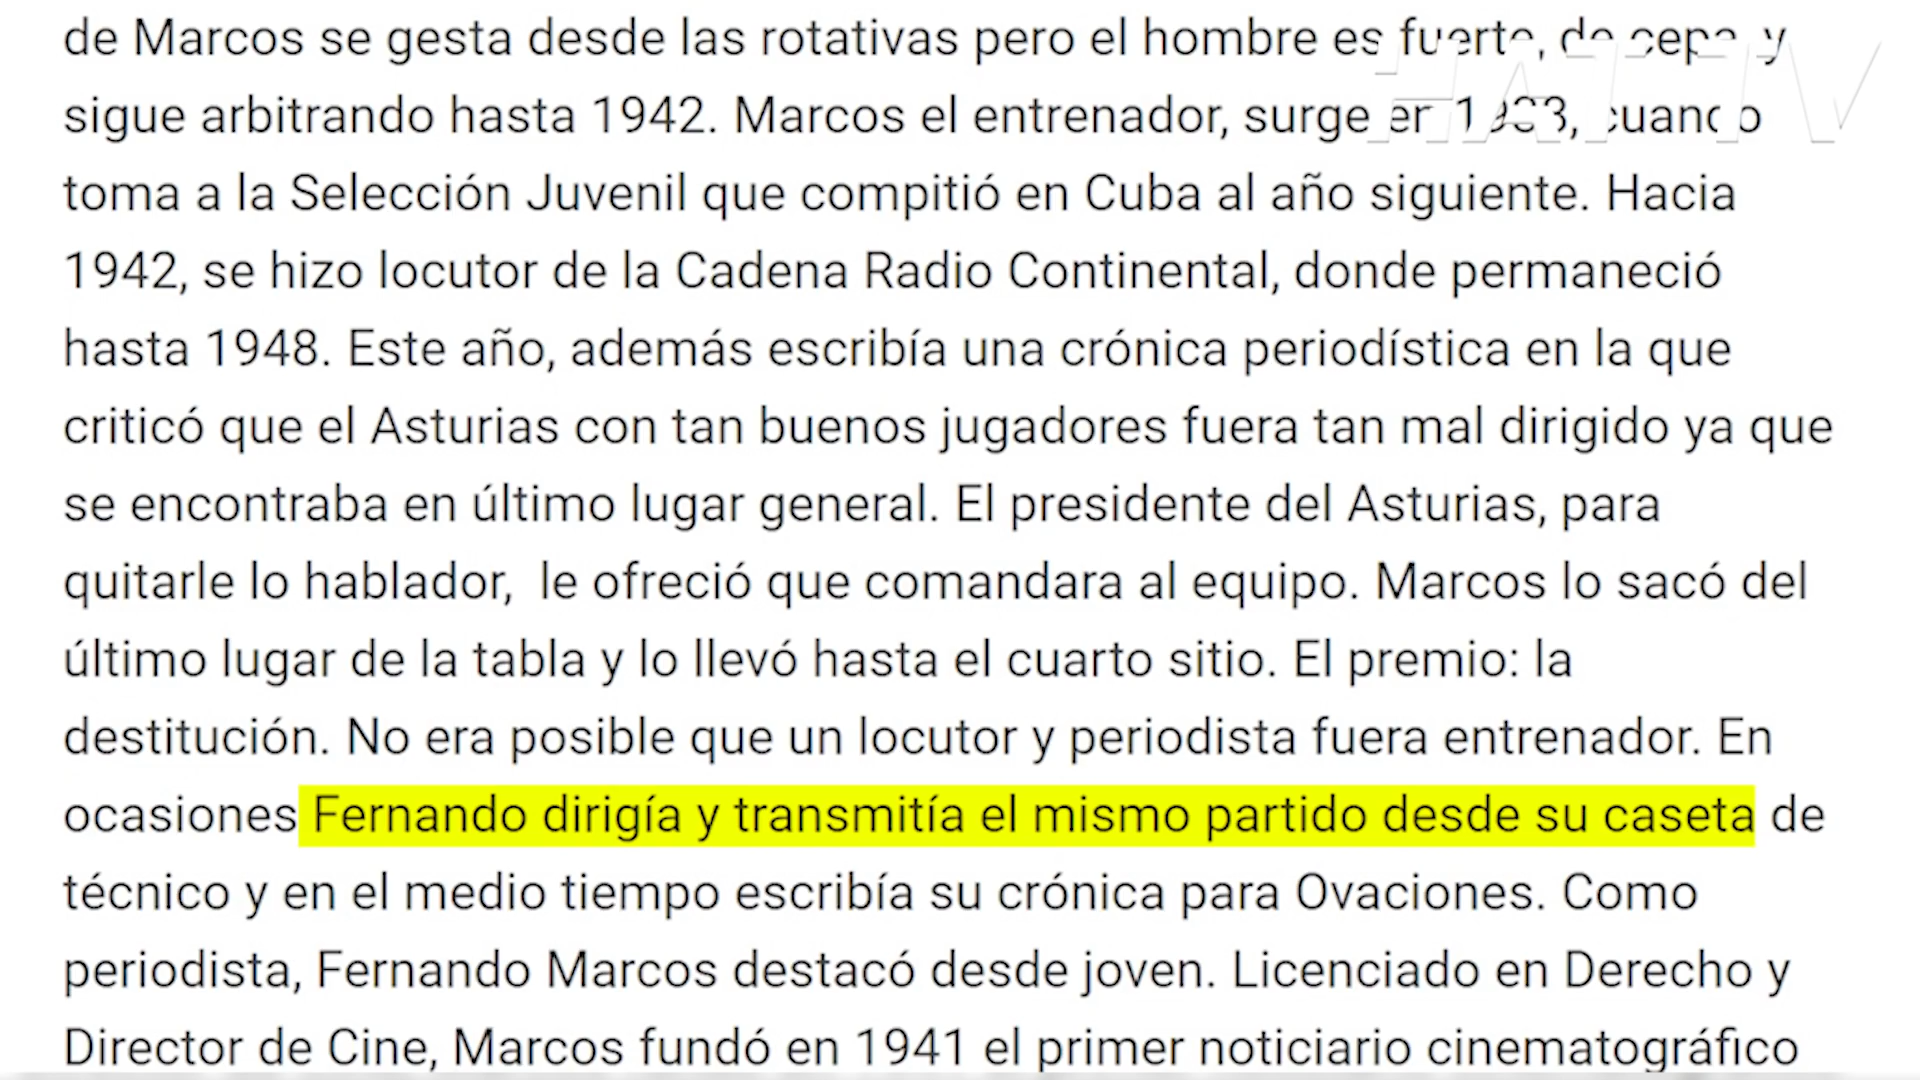 de Marcos se gesta desde las rotativas pero el hombre es fuerte, de cepa y
HAT TV
sigue arbitrando hasta 1942. Marcos el entrenador, surge en 1933, cuando
toma a la Selección Juvenil que compitió en Cuba al año siguiente. Hacia
1942, se hizo locutor de la Cadena Radio Continental, donde permaneció
hasta 1948. Este año, además escribía una crónica periodística en la que
criticó que el Asturias con tan buenos jugadores fuera tan mal dirigido ya que
se encontraba en último lugar general. El presidente del Asturias, para
quitarle lo hablador,  le ofreció que comandara al equipo. Marcos lo sacó del
último lugar de la tabla y lo llevó hasta el cuarto sitio. El premio: la
destitución. No era posible que un locutor y periodista fuera entrenador. En
ocasiones Fernando dirigía y transmitía el mismo partido desde su caseta de
técnico y en el medio tiempo escribía su crónica para Ovaciones. Como
periodista, Fernando Marcos destacó desde joven. Licenciado en Derecho y
Director de Cine, Marcos fundó en 1941 el primer noticiario cinematográfico